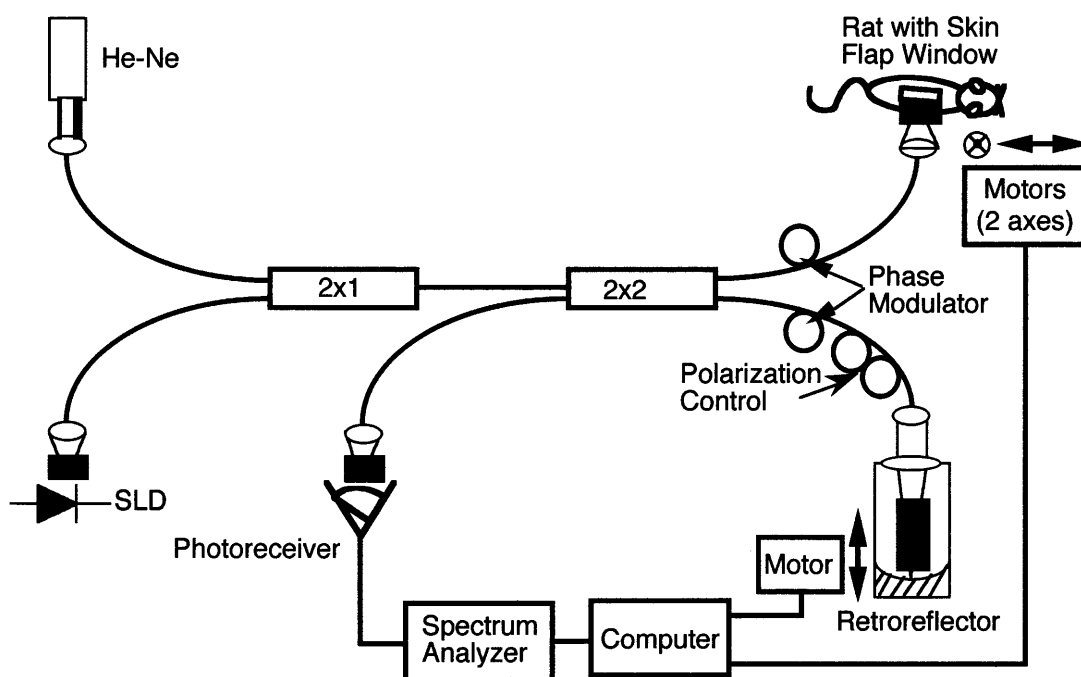 He-Ne
Rat with Skin
Flap Window
Motors
(2 axes)
2x1
2x2
Phase
Modulator
Polarization
Control
SLD
Photoreceiver
Motor
Retroreflector
Spectrum
Analyzer
Computer